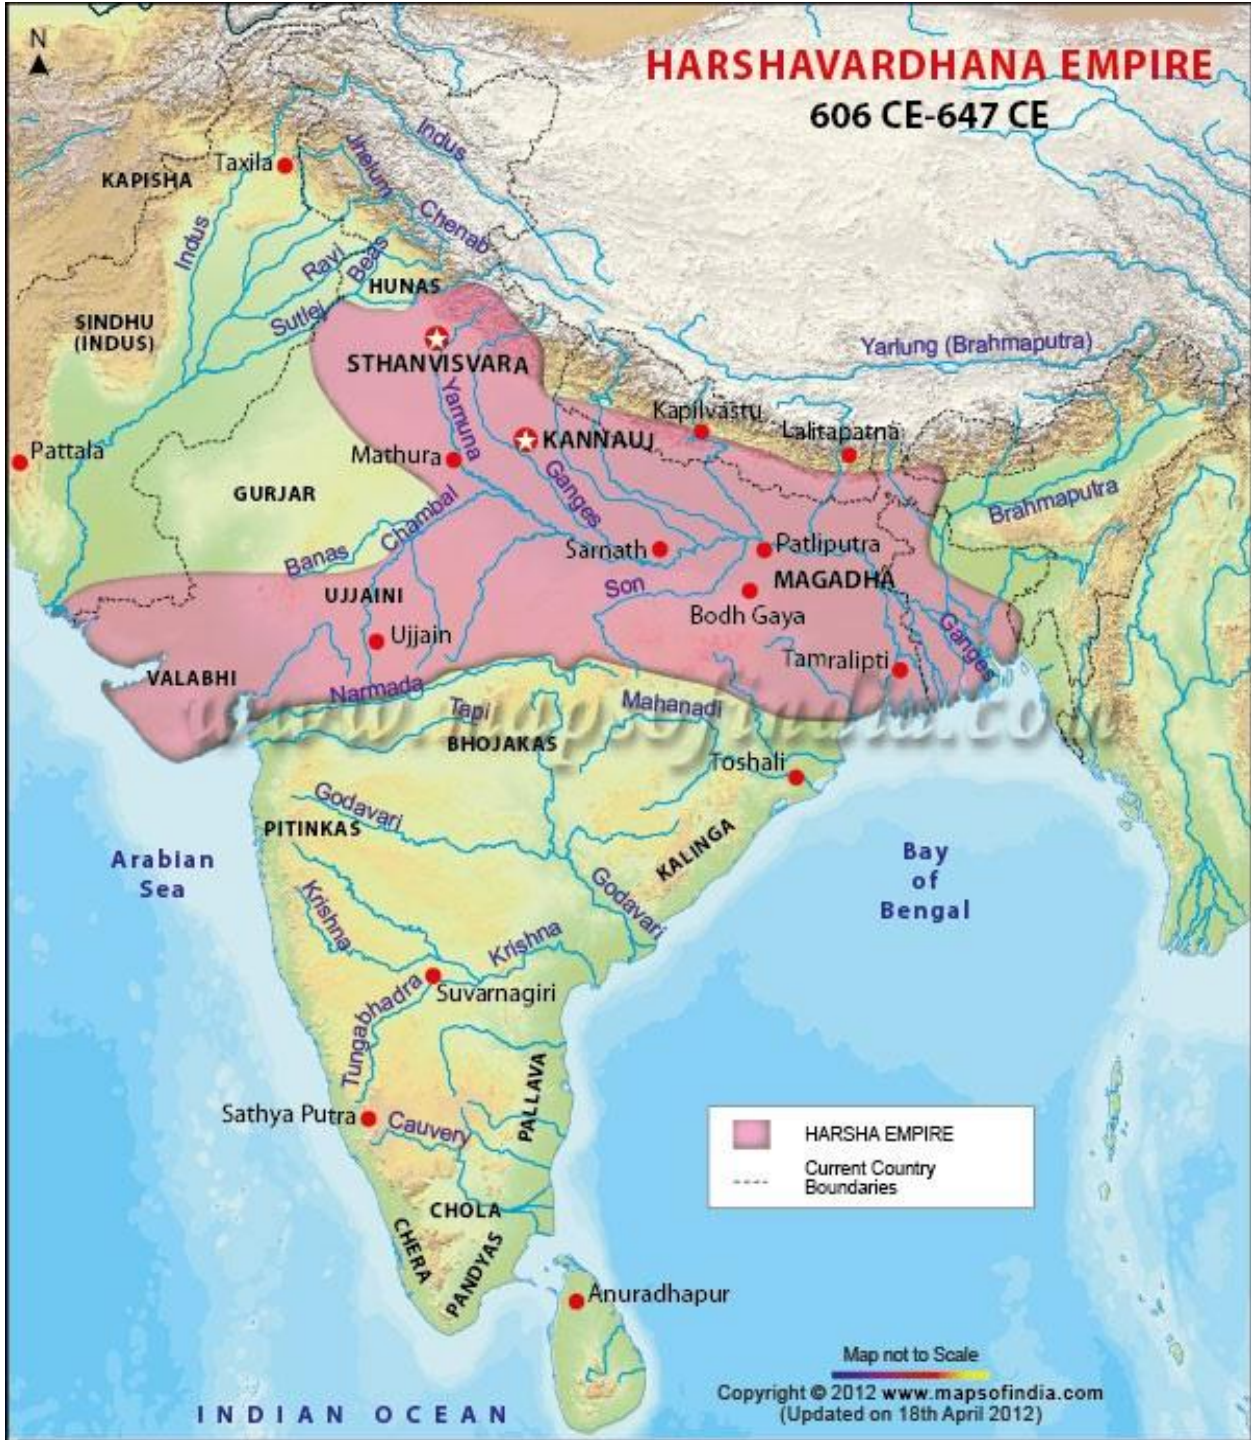 HARSHAVARDHANA EMPIRE
606 CE-647 CE
N
Indus
Jhelum
Taxila
KAPISHA
Chenab
Indus
Ravi
Beas
HUNAS
Sutlej
SINDHU
(INDUS)
STHANVISVARA
Yarlung (Brahmaputra)
Yamuna
Kapilvastu
Lalitapatna
KANNAUJ
Pattala
Mathura
Ganges
GURJAR
Brahmaputra
Chambal
Banas
Sarnath
Patliputra
MAGADHA
Son
UJJAINI
Bodh Gaya
Ujjain
Ganges
Tamralipti
VALABHI
Narmada
Mahanadi
Tapi
www.mapsofindia.com
BHOJAKAS
Toshali
Godavari
PITINKAS
KALINGA
Arabian
Sea
Bay
of
Bengal
Godavari
Krishna
Krishna
Suvarnagiri
Tungabhadra
PALLAVA
Sathya Putra
Cauvery
HARSHA EMPIRE
Current Country
Boundaries
CHOLA
CHERA
PANDYAS
Anuradhapur
Map not to Scale
Copyright © 2012 www.mapsofindia.com
(Updated on 18th April 2012)
INDIAN OCEAN